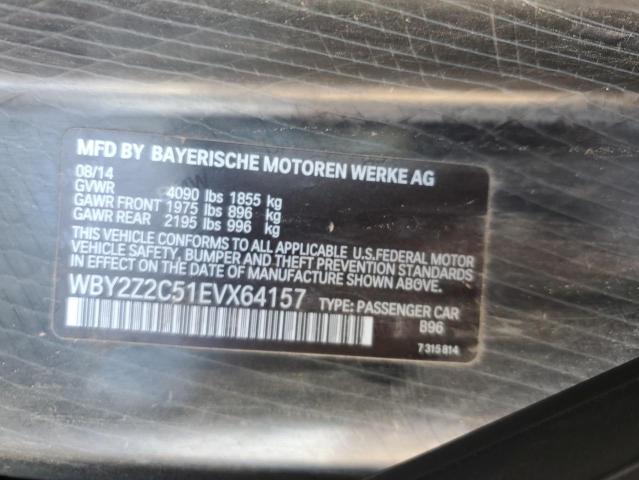 MFD BY BAYERISCHE MOTOREN WERKE AG
08/14
GVWR 4090 lbs 1855 kg
GAWR FRONT 1975 lbs 896 kg
GAWR REAR 2195 lbs 996 kg
THIS VEHICLE CONFORMS TO ALL APPLICABLE U.S.FEDERAL MOTOR
VEHICLE SAFETY, BUMPER AND THEFT PREVENTION STANDARDS
IN EFFECT ON THE DATE OF MANUFACTURE SHOWN ABOVE.
WBY2Z2C51EVX64157 TYPE: PASSENGER CAR
B96
7315814